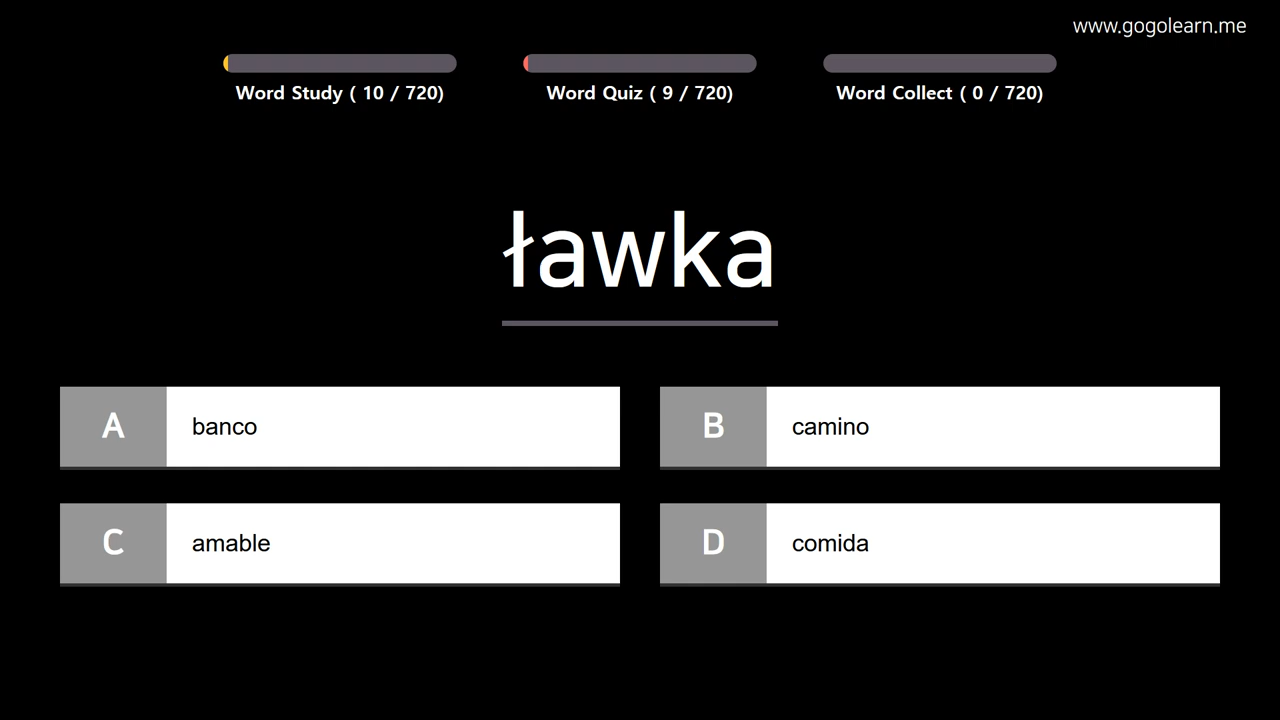 www.gogolearn.me
Word Study ( 10 / 720)
Word Quiz ( 9 / 720)
Word Collect ( 0 / 720)
ławka
A banco
B camino
C amable
D comida